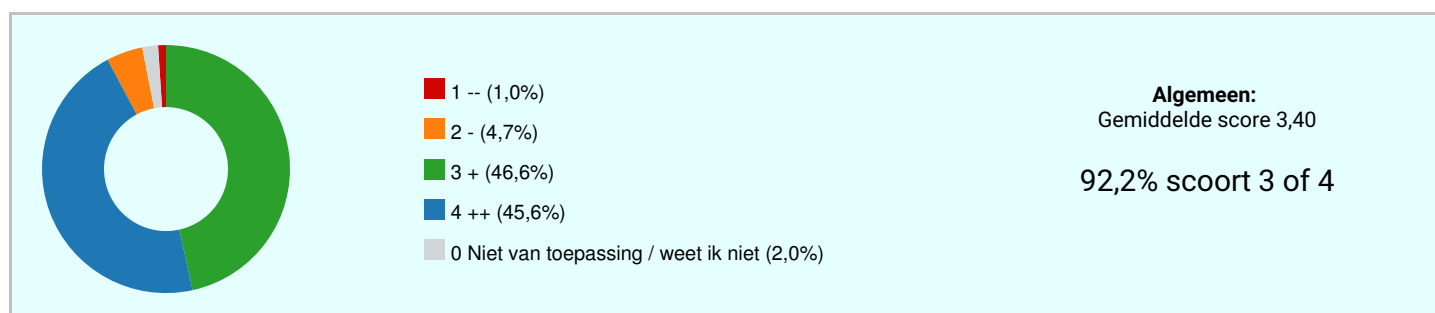 1 -- (1,0%)
2 - (4,7%)
3 + (46,6%)
4 ++ (45,6%)
0 Niet van toepassing / weet ik niet (2,0%)
Algemeen:
Gemiddelde score 3,40
92,2% scoort 3 of 4